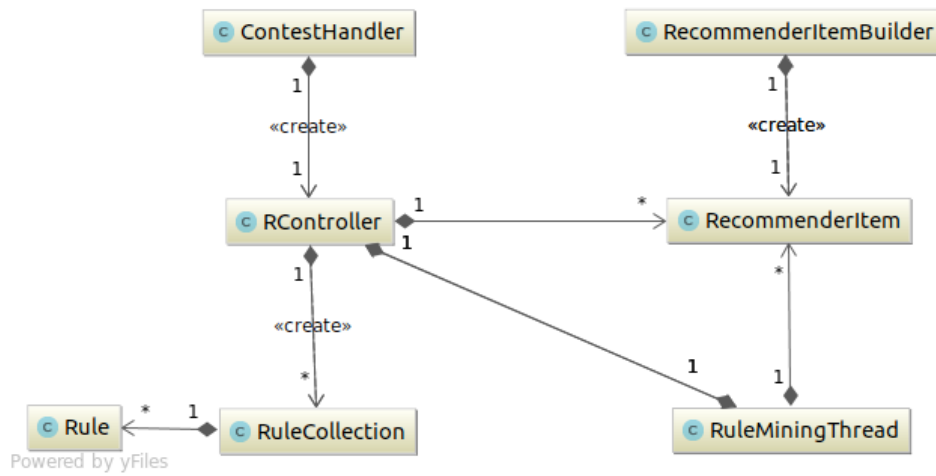 C ContestHandler
C RecommenderItemBuilder
1
1
«create»
«create»
1
1
C RController
1
*
C RecommenderItem
1
1
*
«create»
*
1
1
*
1
C Rule
C RuleCollection
C RuleMiningThread
Powered by yFiles